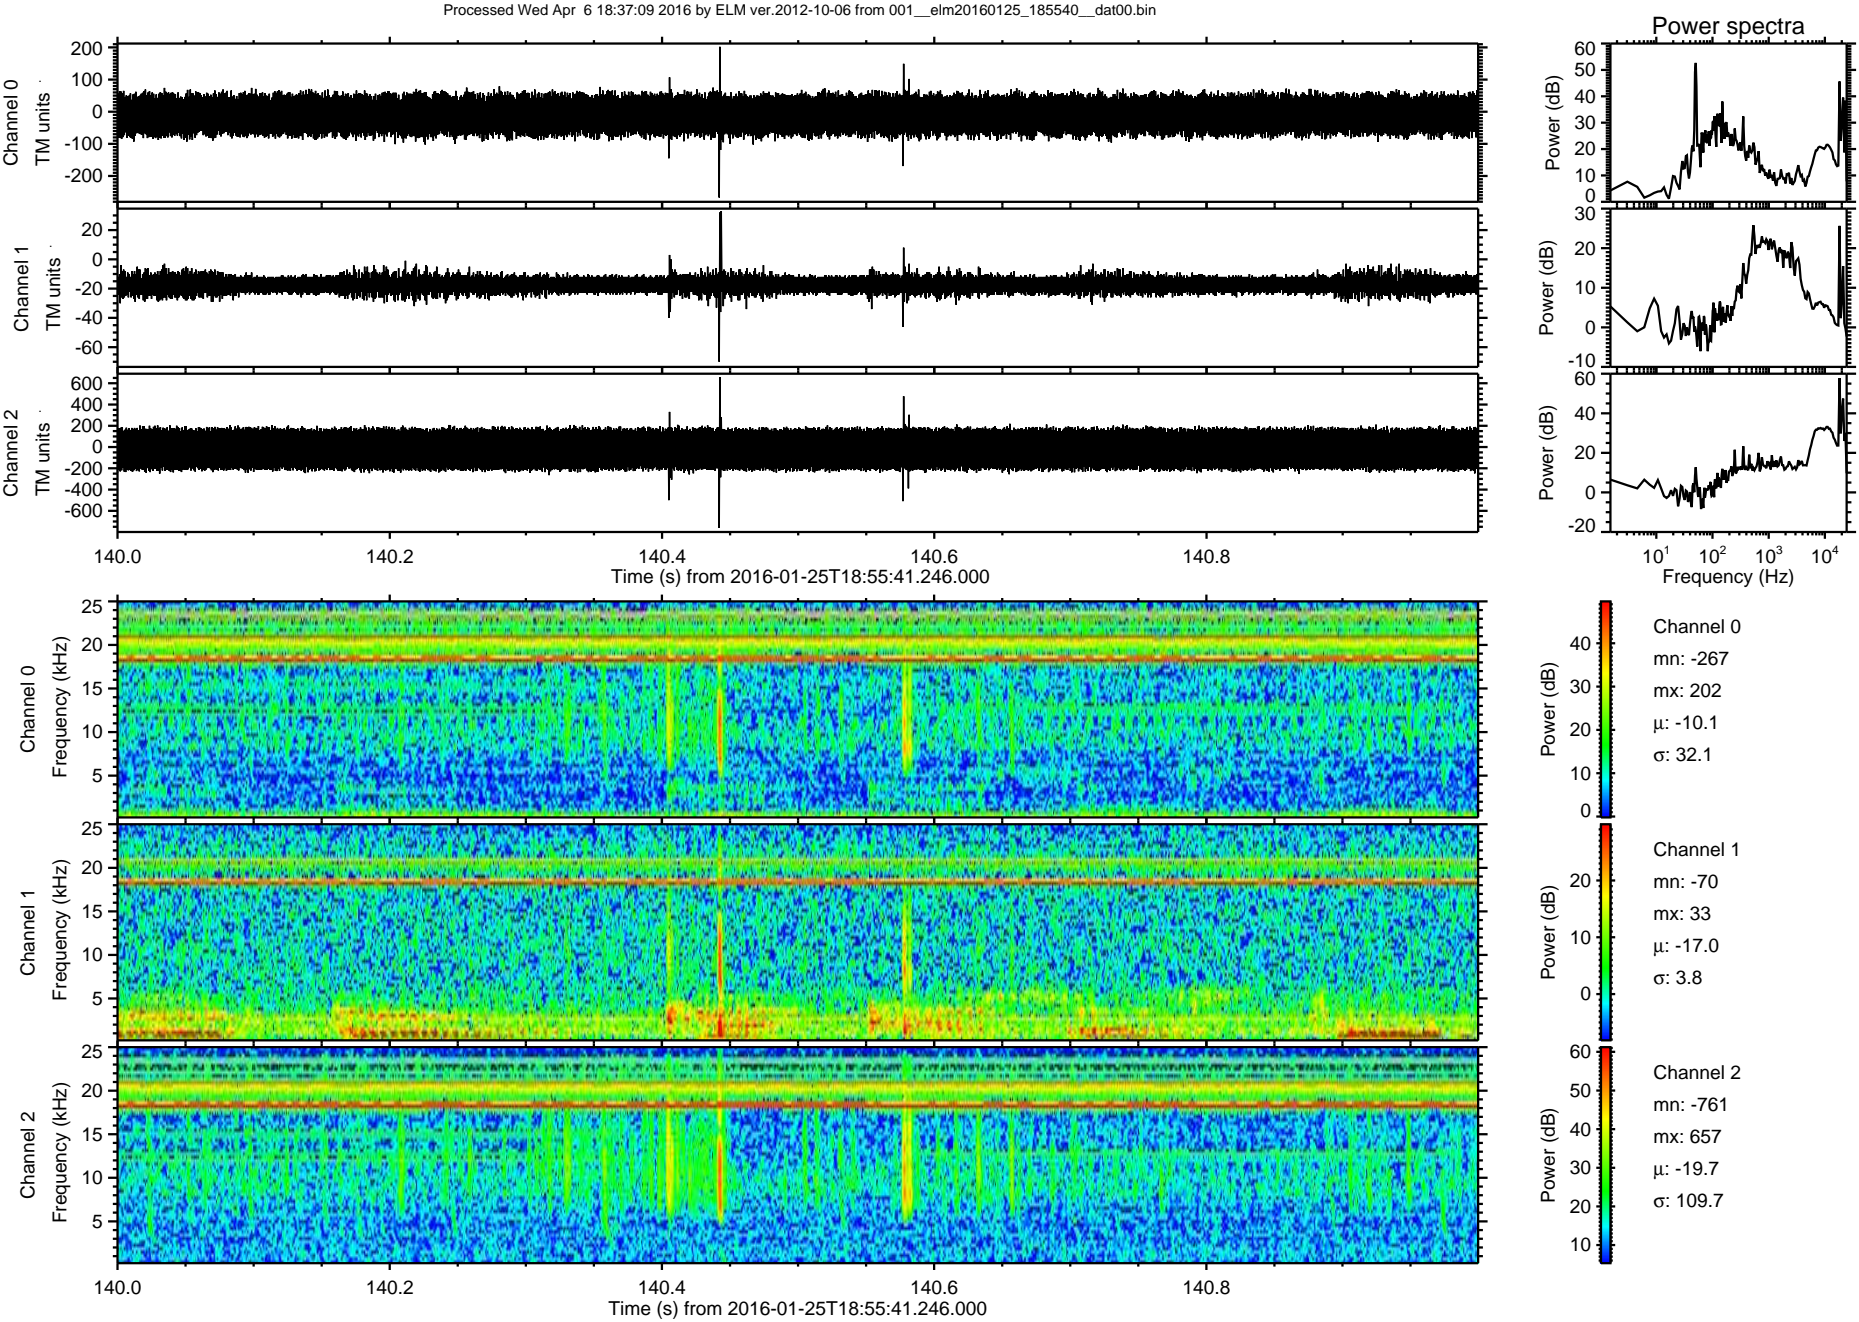 Processed Wed Apr 6 18:37:09 2016 by ELM ver.2012-10-06 from 001__elm20160125_185540__dat00.bin
Power spectra
Channel 0
TM units
200
100
0
-100
-200
Power (dB)
60
50
40
30
20
10
0
Channel 1
TM units
20
0
-20
-40
-60
Power (dB)
30
20
10
0
-10
Channel 2
TM units
600
400
200
0
-200
-400
-600
Power (dB)
60
40
20
0
-20
140.0 140.2 140.4 140.6 140.8
Time (s) from 2016-01-25T18:55:41.246.000
10^1 10^2 10^3 10^4
Frequency (Hz)
Channel 0
Frequency (kHz)
25
20
15
10
5
Power (dB)
40
30
20
10
0
Channel 0
mn: -267
mx: 202
μ: -10.1
σ: 32.1
Channel 1
Frequency (kHz)
25
20
15
10
5
Power (dB)
20
10
0
Channel 1
mn: -70
mx: 33
μ: -17.0
σ: 3.8
Channel 2
Frequency (kHz)
25
20
15
10
5
Power (dB)
60
50
40
30
20
10
Channel 2
mn: -761
mx: 657
μ: -19.7
σ: 109.7
140.0 140.2 140.4 140.6 140.8
Time (s) from 2016-01-25T18:55:41.246.000